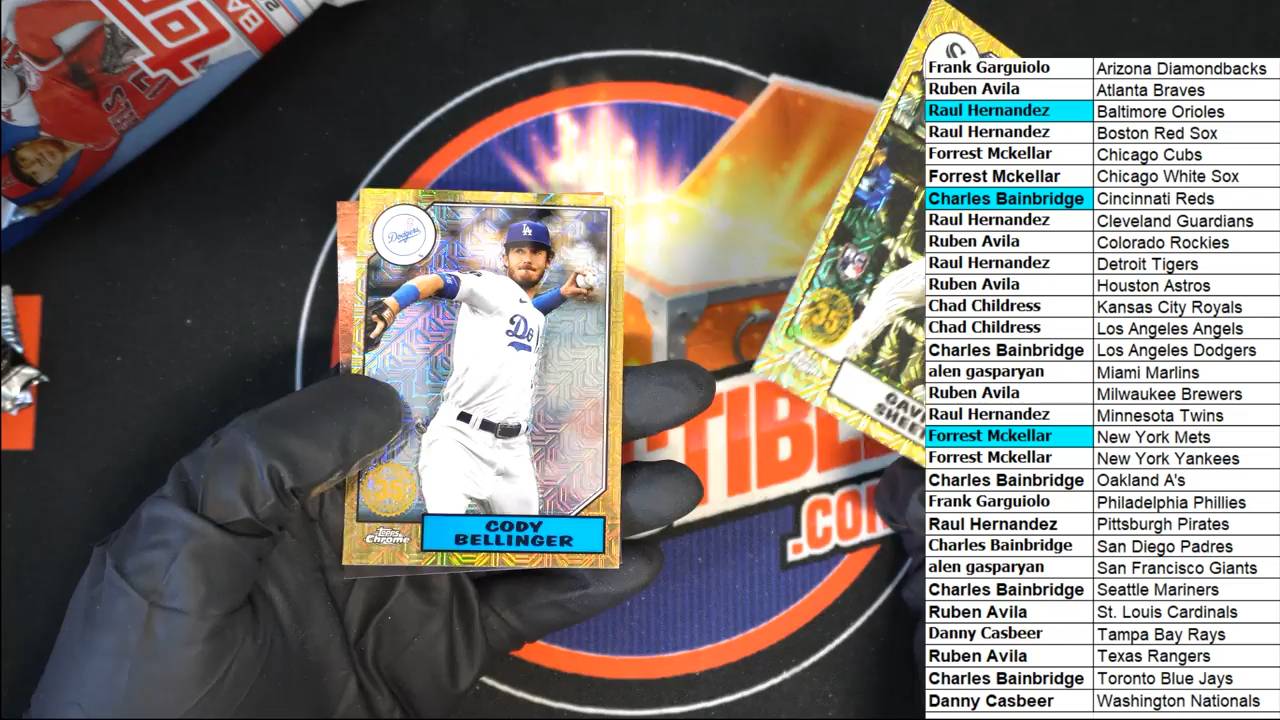 Dodgers
LA
35
Topps
Chrome
CODY
BELLINGER
35
TIBL
.CO
Frank Garguiolo Arizona Diamondbacks
Ruben Avila Atlanta Braves
Raul Hernandez Baltimore Orioles
Raul Hernandez Boston Red Sox
Forrest Mckellar Chicago Cubs
Forrest Mckellar Chicago White Sox
Charles Bainbridge Cincinnati Reds
Raul Hernandez Cleveland Guardians
Ruben Avila Colorado Rockies
Raul Hernandez Detroit Tigers
Ruben Avila Houston Astros
Chad Childress Kansas City Royals
Chad Childress Los Angeles Angels
Charles Bainbridge Los Angeles Dodgers
alen gasparyan Miami Marlins
Ruben Avila Milwaukee Brewers
Raul Hernandez Minnesota Twins
Forrest Mckellar New York Mets
Forrest Mckellar New York Yankees
Charles Bainbridge Oakland A's
Frank Garguiolo Philadelphia Phillies
Raul Hernandez Pittsburgh Pirates
Charles Bainbridge San Diego Padres
alen gasparyan San Francisco Giants
Charles Bainbridge Seattle Mariners
Ruben Avila St. Louis Cardinals
Danny Casbeer Tampa Bay Rays
Ruben Avila Texas Rangers
Charles Bainbridge Toronto Blue Jays
Danny Casbeer Washington Nationals